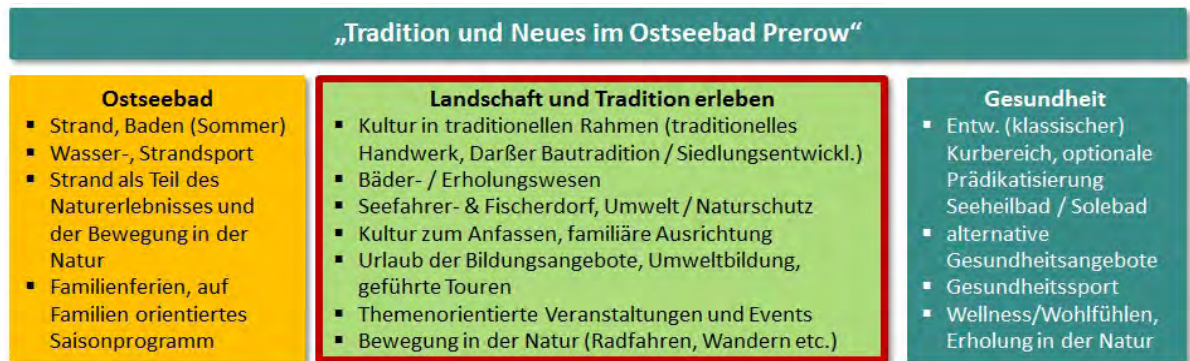 „Tradition und Neues im Ostseebad Prerow“
Ostseebad
▪ Strand, Baden (Sommer)
▪ Wasser-, Strandsport
▪ Strand als Teil des
Naturerlebnisses und
der Bewegung in der
Natur
▪ Familienferien, auf
Familien orientiertes
Saisonprogramm
Landschaft und Tradition erleben
▪ Kultur in traditionellen Rahmen (traditionelles
Handwerk, Darßer Bautradition / Siedlungsentwickl.)
▪ Bäder- / Erholungswesen
▪ Seefahrer- & Fischerdorf, Umwelt / Naturschutz
▪ Kultur zum Anfassen, familiäre Ausrichtung
▪ Urlaub der Bildungsangebote, Umweltbildung,
geführte Touren
▪ Themenorientierte Veranstaltungen und Events
▪ Bewegung in der Natur (Radfahren, Wandern etc.)
Gesundheit
▪ Entw. (klassischer)
Kurbereich, optionale
Prädikatisierung
Seeheilbad / Solebad
▪ alternative
Gesundheitsangebote
▪ Gesundheitssport
▪ Wellness/Wohlfühlen,
Erholung in der Natur